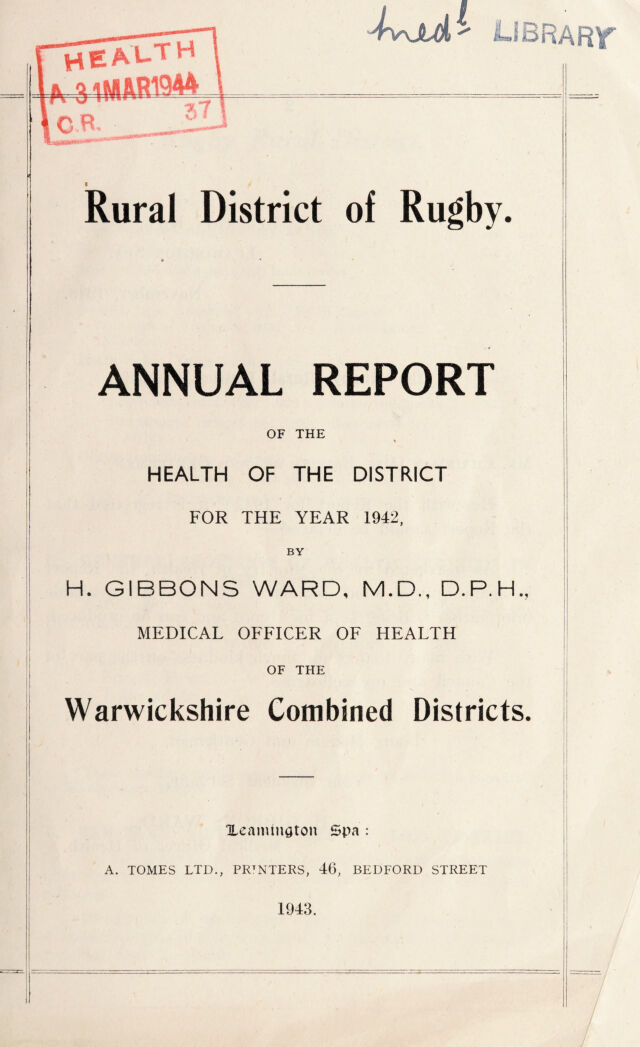 Med^l LIBRARY
HEALTH
A 31MAR1944
C.R. 37
Rural District of Rugby.
ANNUAL REPORT
OF THE
HEALTH OF THE DISTRICT
FOR THE YEAR 1942,
BY
H. GIBBONS WARD, M.D., D.P.H.,
MEDICAL OFFICER OF HEALTH
OF THE
Warwickshire Combined Districts.
Leamington Spa :
A. TOMES LTD., PRINTERS, 46, BEDFORD STREET
1943.